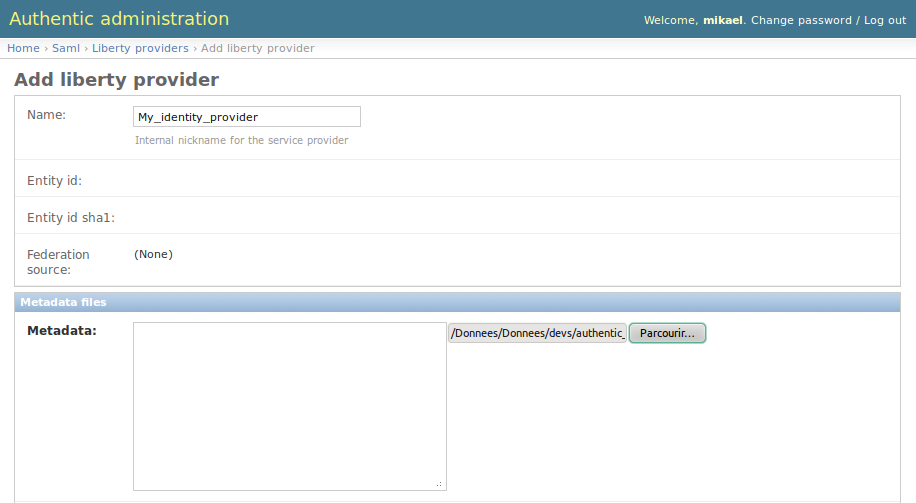 Authentic administration
Welcome, mikael. Change password / Log out
Home › Saml › Liberty providers › Add liberty provider
Add liberty provider
Name:
My_identity_provider
Internal nickname for the service provider
Entity id:
Entity id sha1:
Federation
source:
(None)
Metadata files
Metadata:
/Donnees/Donnees/devs/authentic_
Parcourir...